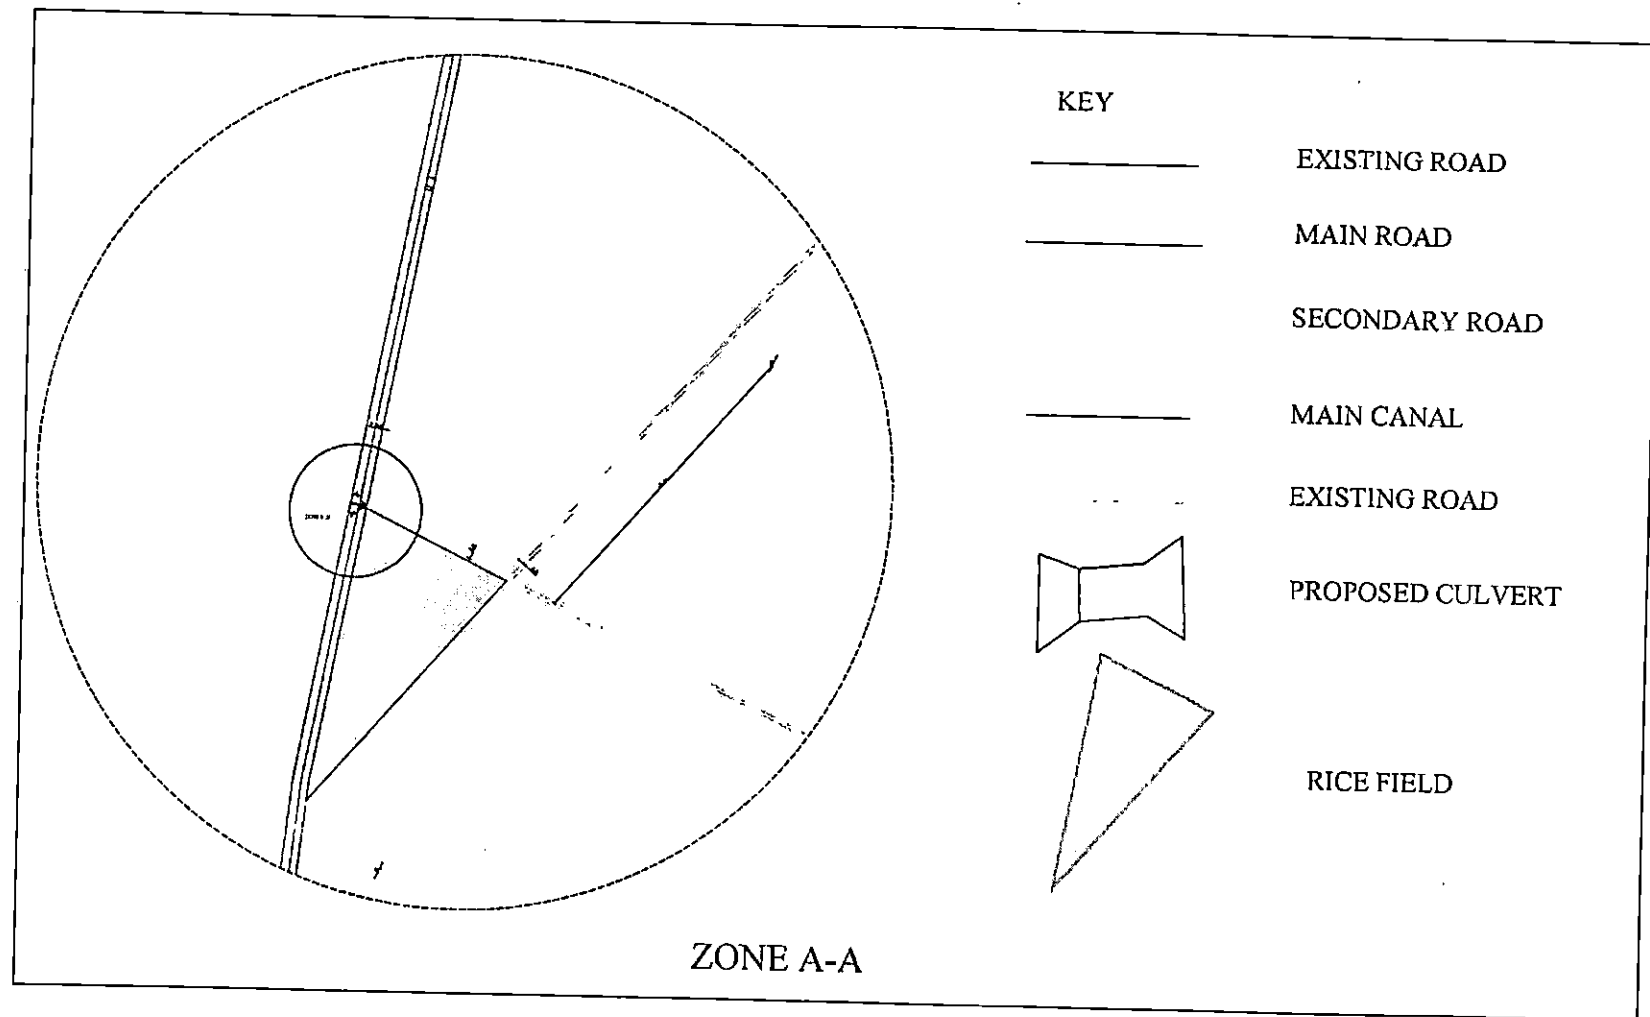 KEY
EXISTING ROAD
MAIN ROAD
SECONDARY ROAD
MAIN CANAL
EXISTING ROAD
PROPOSED CULVERT
RICE FIELD
ZONE A-A